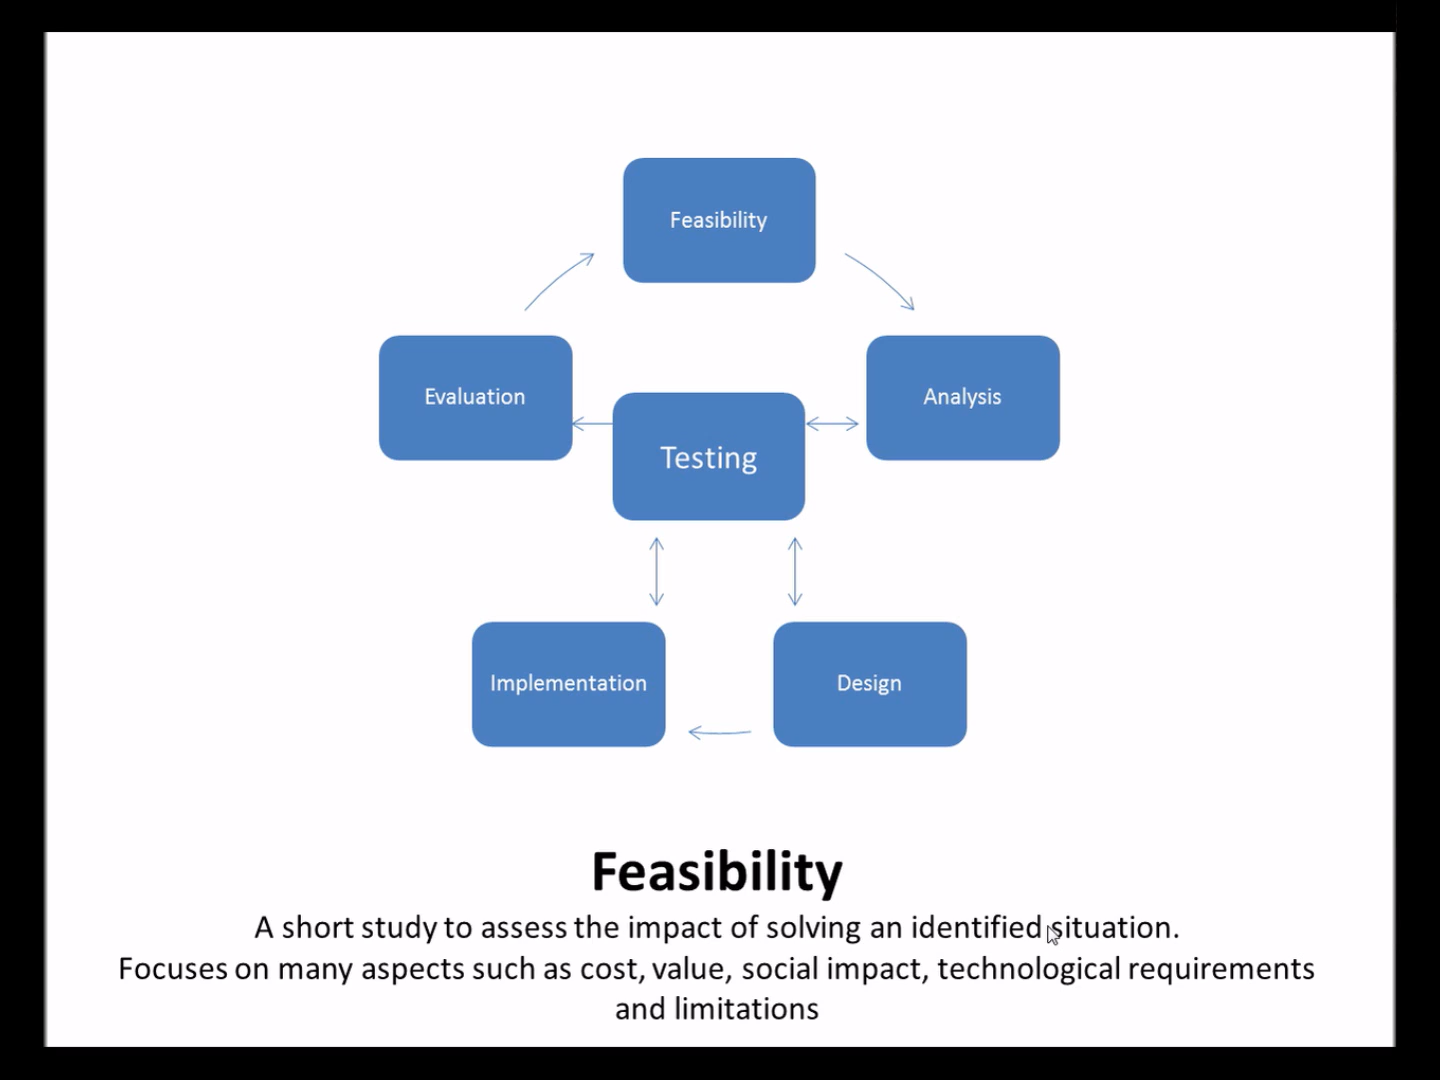 Feasibility
Evaluation
Analysis
Testing
Implementation
Design
Feasibility
A short study to assess the impact of solving an identified situation.
Focuses on many aspects such as cost, value, social impact, technological requirements
and limitations